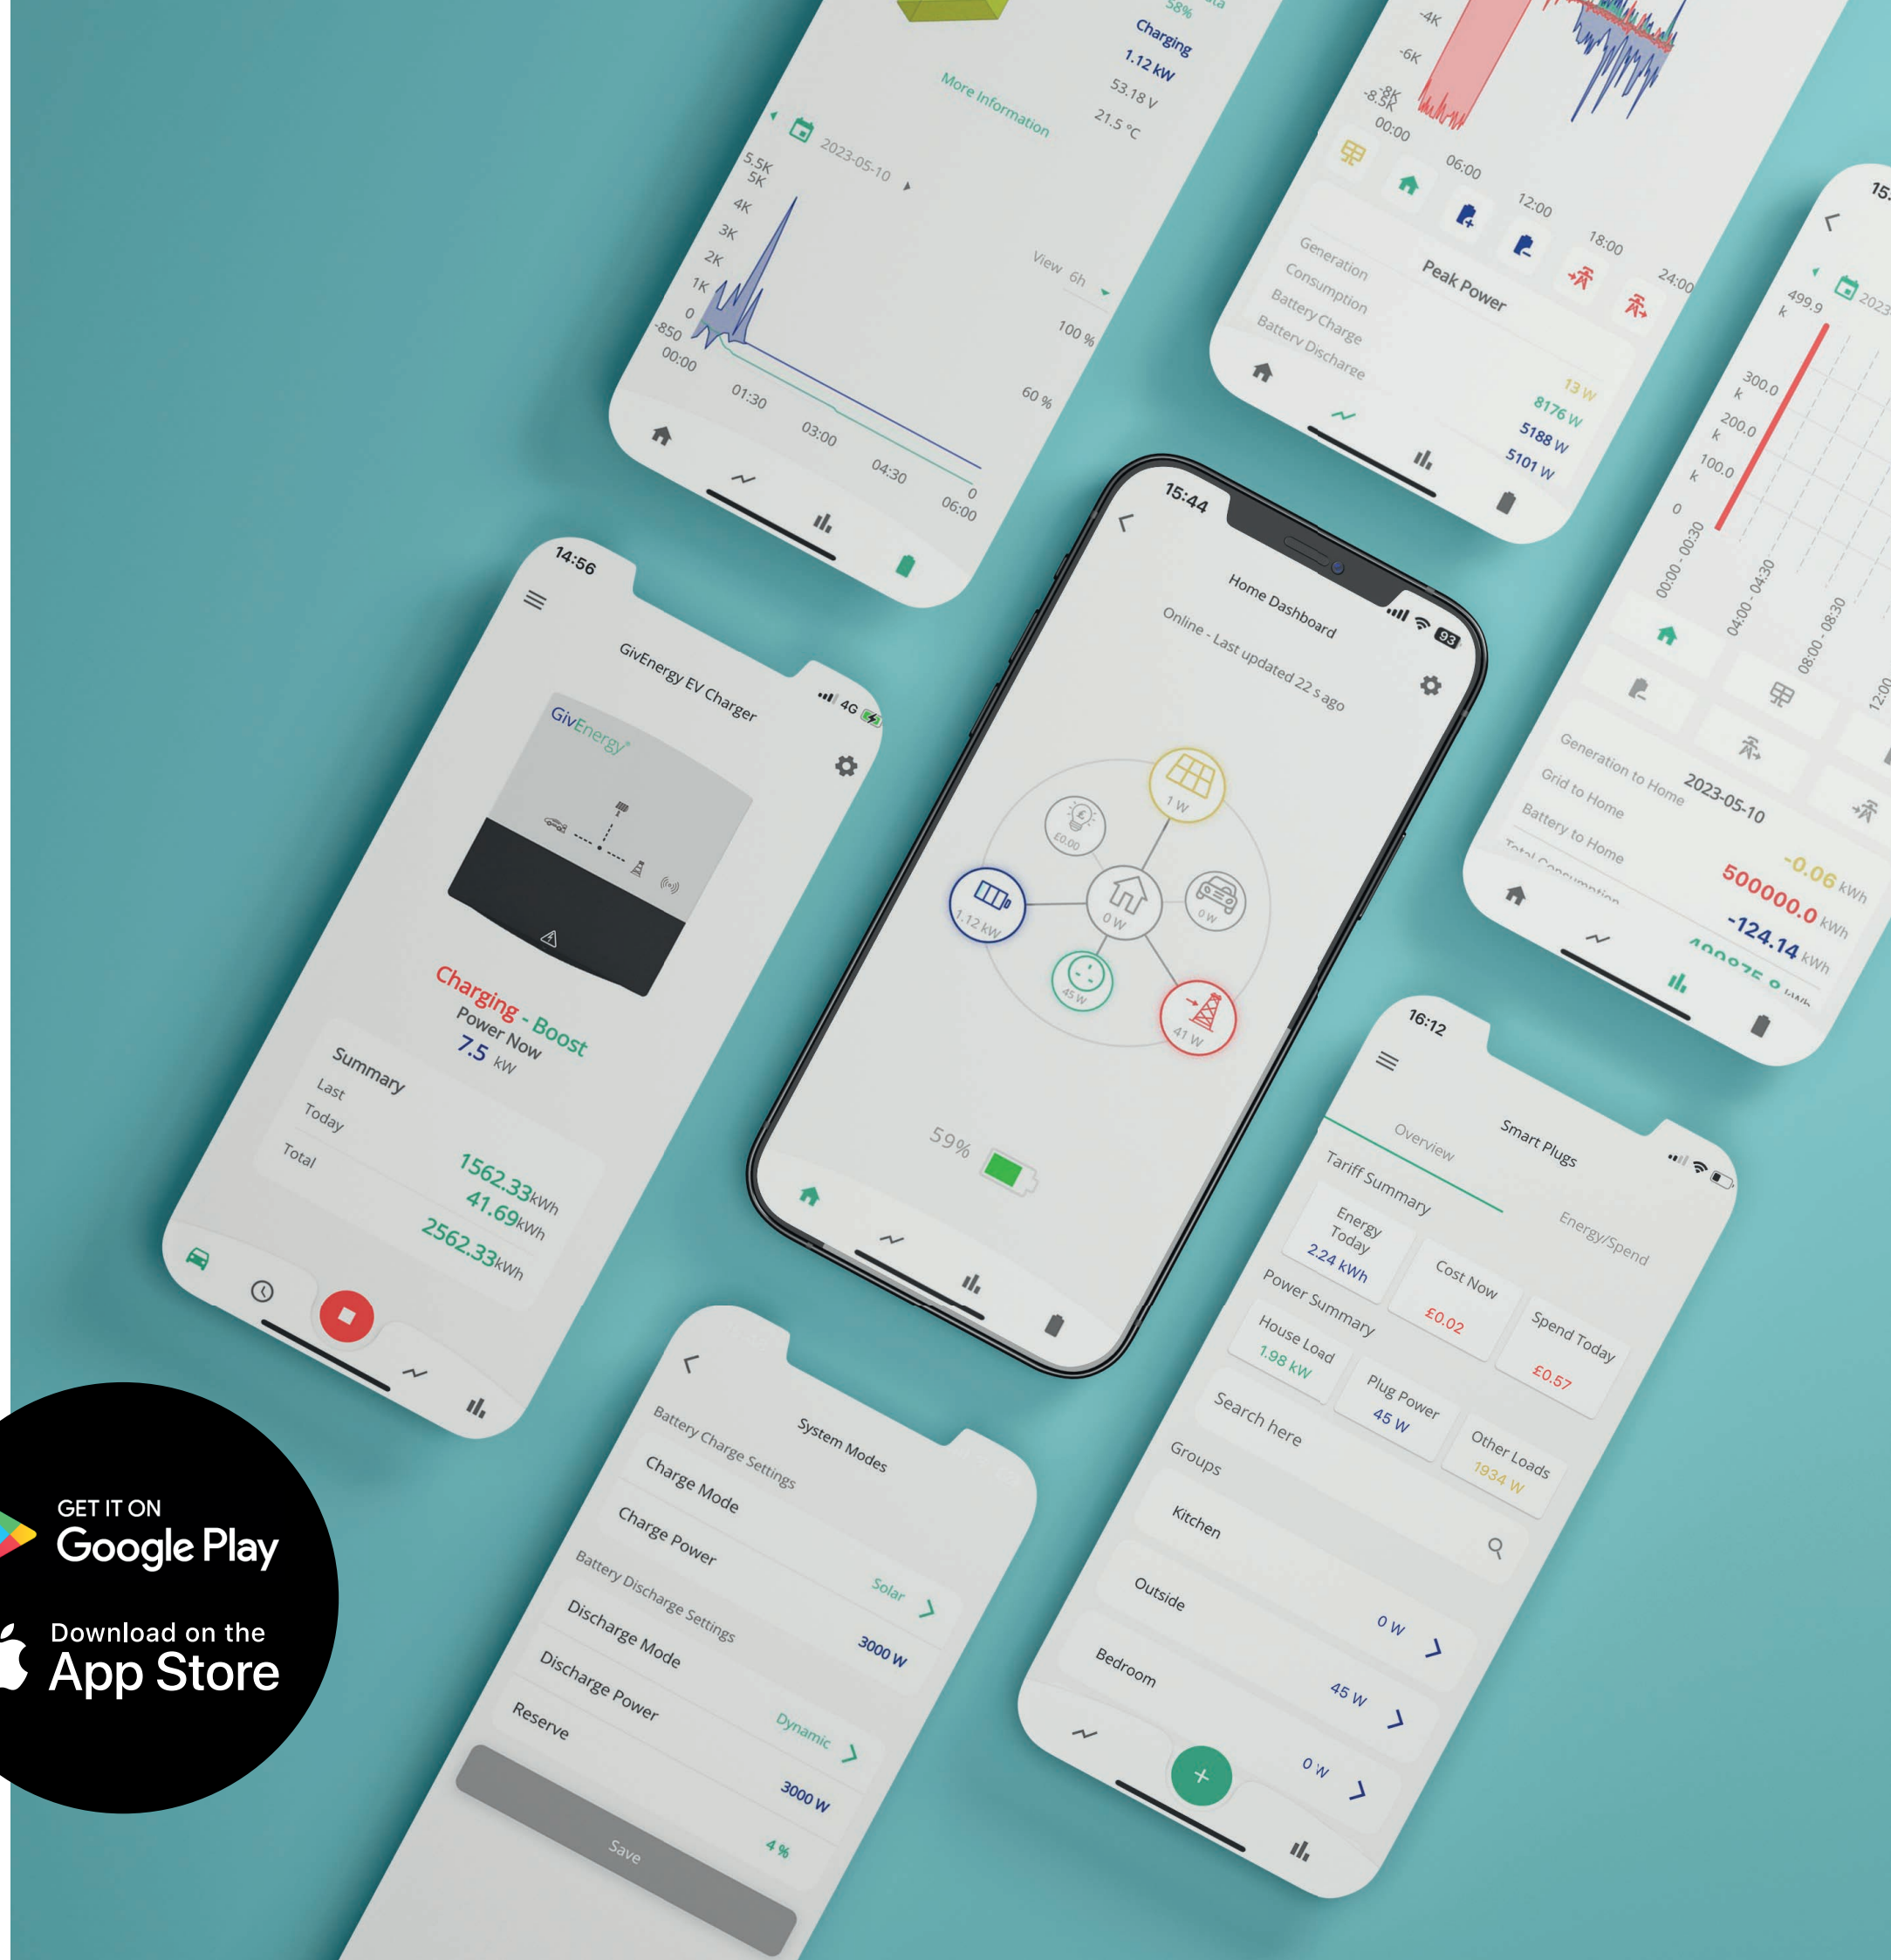 58%
Charging
1.12 kW
53.18 V
21.5 °C
More Information
2023-05-10
5.5K
5K
4K
3K
2K
1K
0
-850
00:00
01:30
03:00
04:30
06:00
View 6h
100 %
60 %
0
-4K
-6K
-8K
-8.5K
00:00
06:00
12:00
18:00
24:00
Peak Power
Generation
13 W
Consumption
8176 W
Battery Charge
5188 W
Battery Discharge
5101 W
499.9
k
300.0
k
200.0
k
100.0
k
0
00:00 - 00:30
04:00 - 04:30
08:00 - 08:30
12:00
2023-05-10
Generation to Home
-0.06 kWh
Grid to Home
500000.0 kWh
Battery to Home
-124.14 kWh
Total Consumption
14:56
4G
GivEnergy EV Charger
GivEnergy
Charging - Boost
Power Now
7.5 kW
Summary
Last
1562.33kWh
Today
41.69kWh
Total
2562.33kWh
15:44
93
Home Dashboard
Online - Last updated 22 s ago
1 W
£0.00
1.12 kW
0 W
0 W
45 W
41 W
59%
16:12
Smart Plugs
Overview
Energy/Spend
Tariff Summary
Energy
Today
2.24 kWh
Cost Now
£0.02
Spend Today
£0.57
Power Summary
House Load
1.98 kW
Plug Power
45 W
Other Loads
1934 W
Search here
Groups
Kitchen
0 W
Outside
45 W
Bedroom
0 W
System Modes
Battery Charge Settings
Charge Mode
Solar
Charge Power
3000 W
Battery Discharge Settings
Discharge Mode
Dynamic
Discharge Power
3000 W
Reserve
4 %
Save
GET IT ON
Google Play
Download on the
App Store